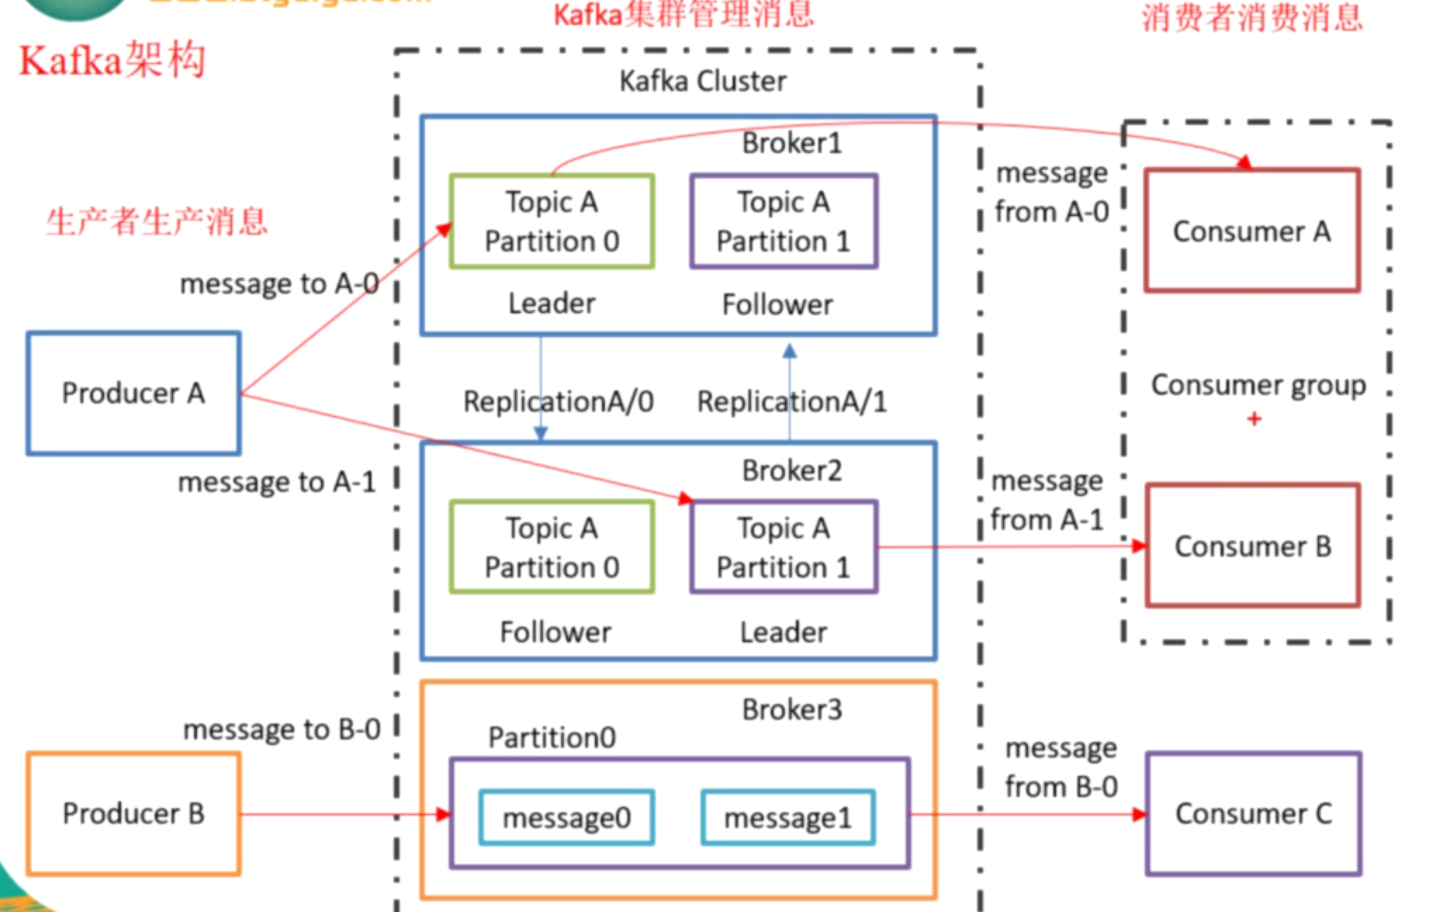 Kafka架构
Kafka集群管理消息
消费者消费消息
生产者生产消息
Kafka Cluster
Broker1
Topic A
Partition 0
Leader
Topic A
Partition 1
Follower
message to A-0
message
from A-0
Consumer A
Producer A
ReplicationA/0
ReplicationA/1
Consumer group
+
message to A-1
Broker2
Topic A
Partition 0
Follower
Topic A
Partition 1
Leader
message
from A-1
Consumer B
message to B-0
Broker3
Partition0
message0
message1
message
from B-0
Producer B
Consumer C